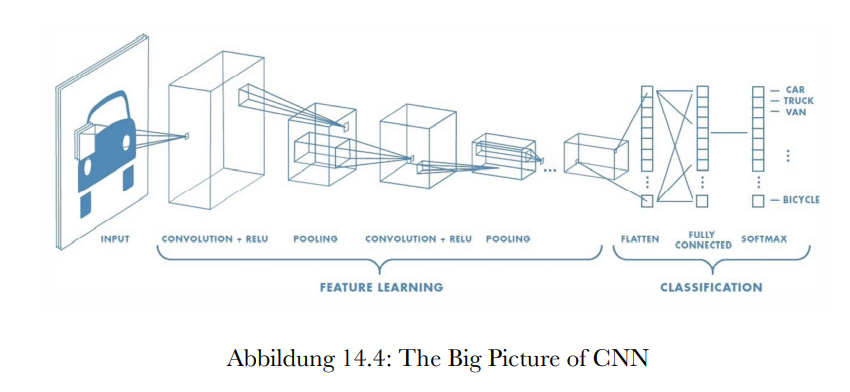 CAR
TRUCK
VAN
BICYCLE
INPUT
CONVOLUTION + RELU
POOLING
CONVOLUTION + RELU
POOLING
FLATTEN
FULLY
CONNECTED
SOFTMAX
FEATURE LEARNING
CLASSIFICATION
Abbildung 14.4: The Big Picture of CNN